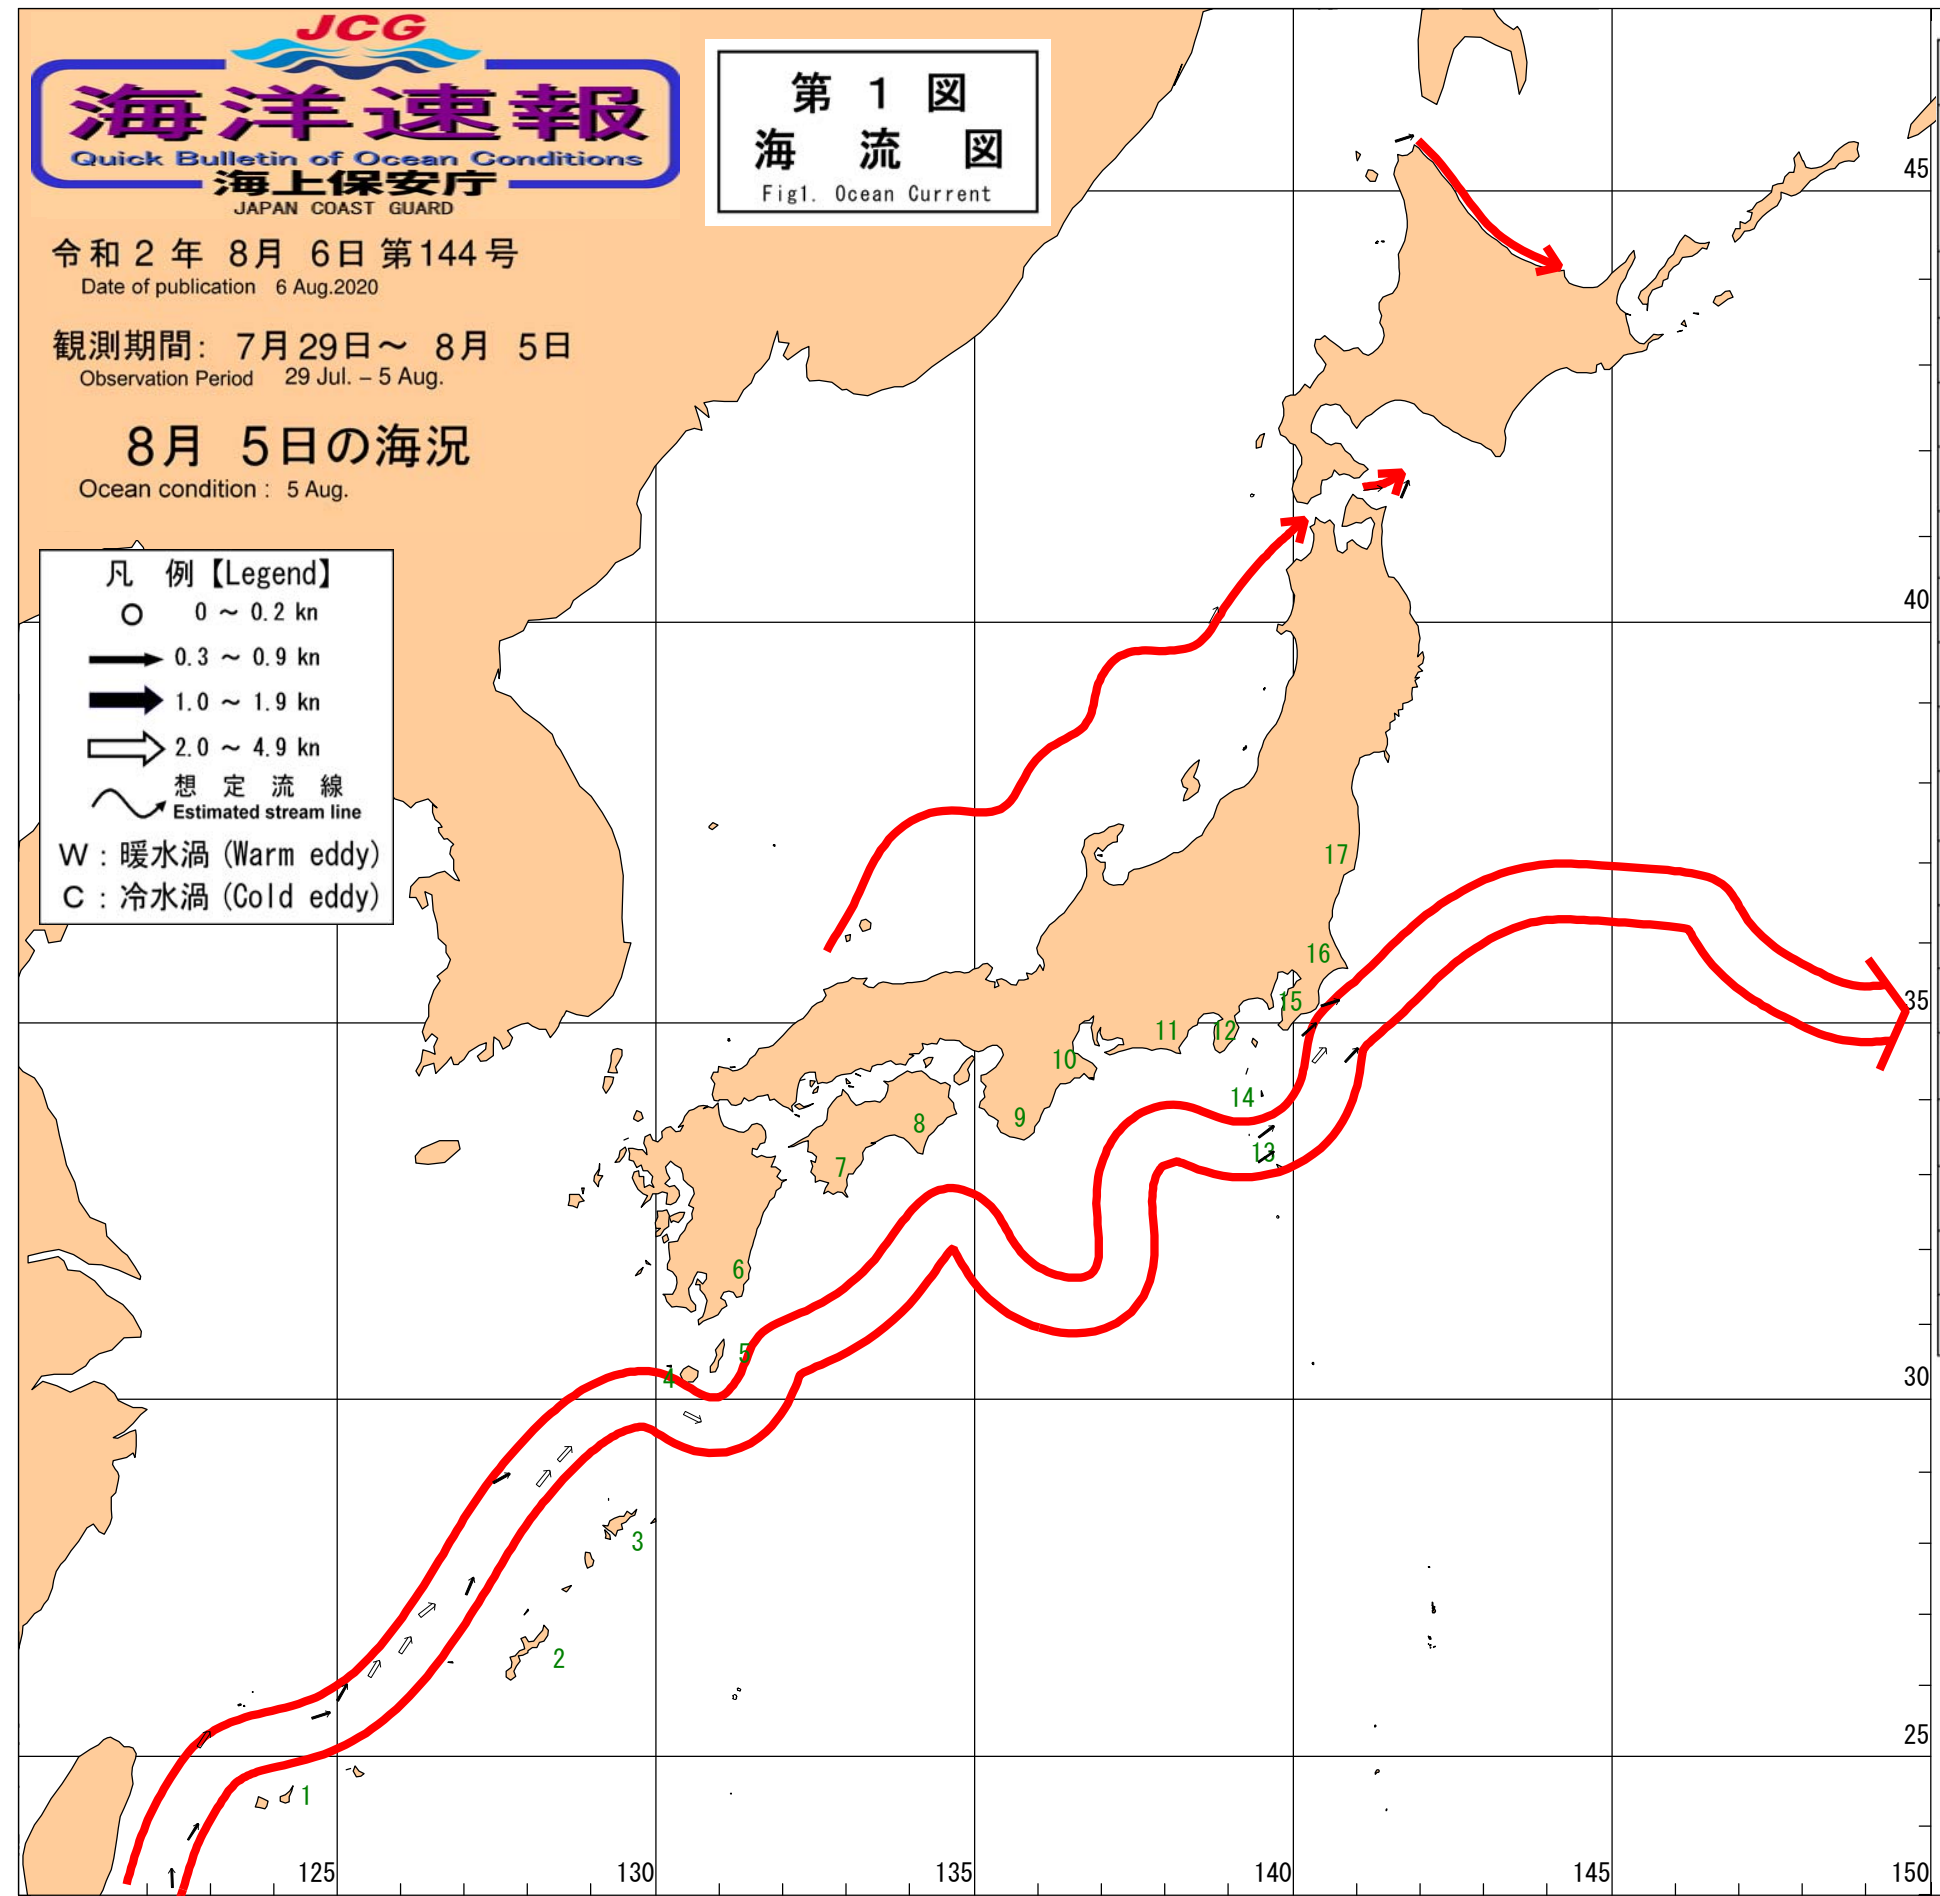 JCG
海洋速報
Quick Bulletin of Ocean Conditions
海上保安庁
JAPAN COAST GUARD
第 1 図
海 流 図
Fig1. Ocean Current
令和 2 年 8月 6日 第144号
Date of publication 6 Aug.2020
観測期間: 7月29日～ 8月 5日
Observation Period 29 Jul. – 5 Aug.
8月 5日の海況
Ocean condition : 5 Aug.
凡 例【Legend】
0 ～ 0.2 kn
0.3 ～ 0.9 kn
1.0 ～ 1.9 kn
2.0 ～ 4.9 kn
想 定 流 線
Estimated stream line
W : 暖水渦 (Warm eddy)
C : 冷水渦 (Cold eddy)
45
40
35
30
25
17
16
15
12
11
10
14
9
8
13
7
6
5
4
3
2
1
125
130
135
140
145
150